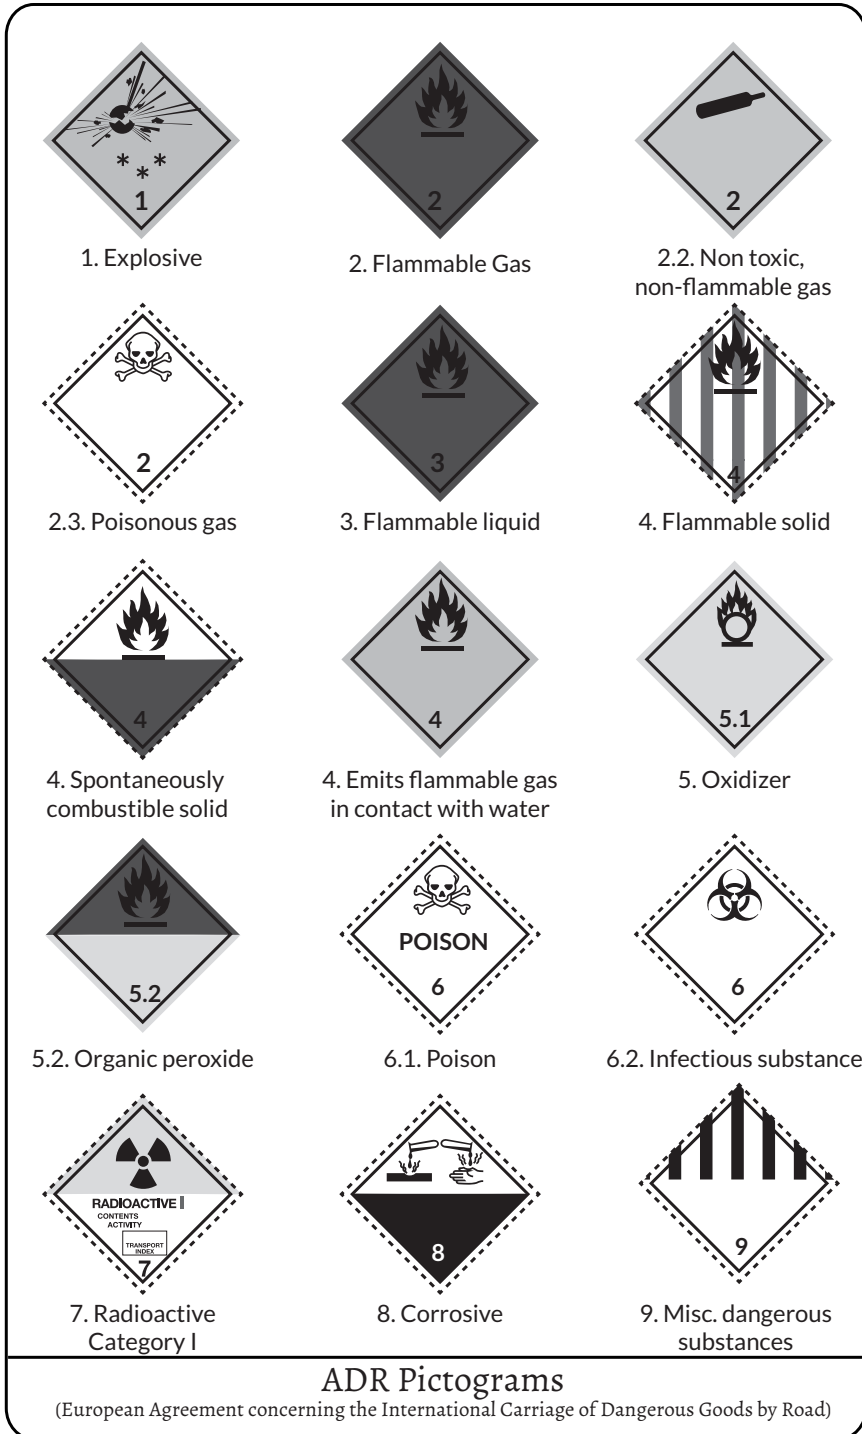 * * *
1
2
2
1. Explosive
2. Flammable Gas
2.2. Non toxic,
non-flammable gas
2
3
4
2.3. Poisonous gas
3. Flammable liquid
4. Flammable solid
4
4
5.1
4. Spontaneously
combustible solid
4. Emits flammable gas
in contact with water
5. Oxidizer
5.2
POISON
6
6
5.2. Organic peroxide
6.1. Poison
6.2. Infectious substance
RADIOACTIVE ||
CONTENTS
ACTIVITY
TRANSPORT
INDEX
7
8
9
7. Radioactive
Category I
8. Corrosive
9. Misc. dangerous
substances
ADR Pictograms
(European Agreement concerning the International Carriage of Dangerous Goods by Road)